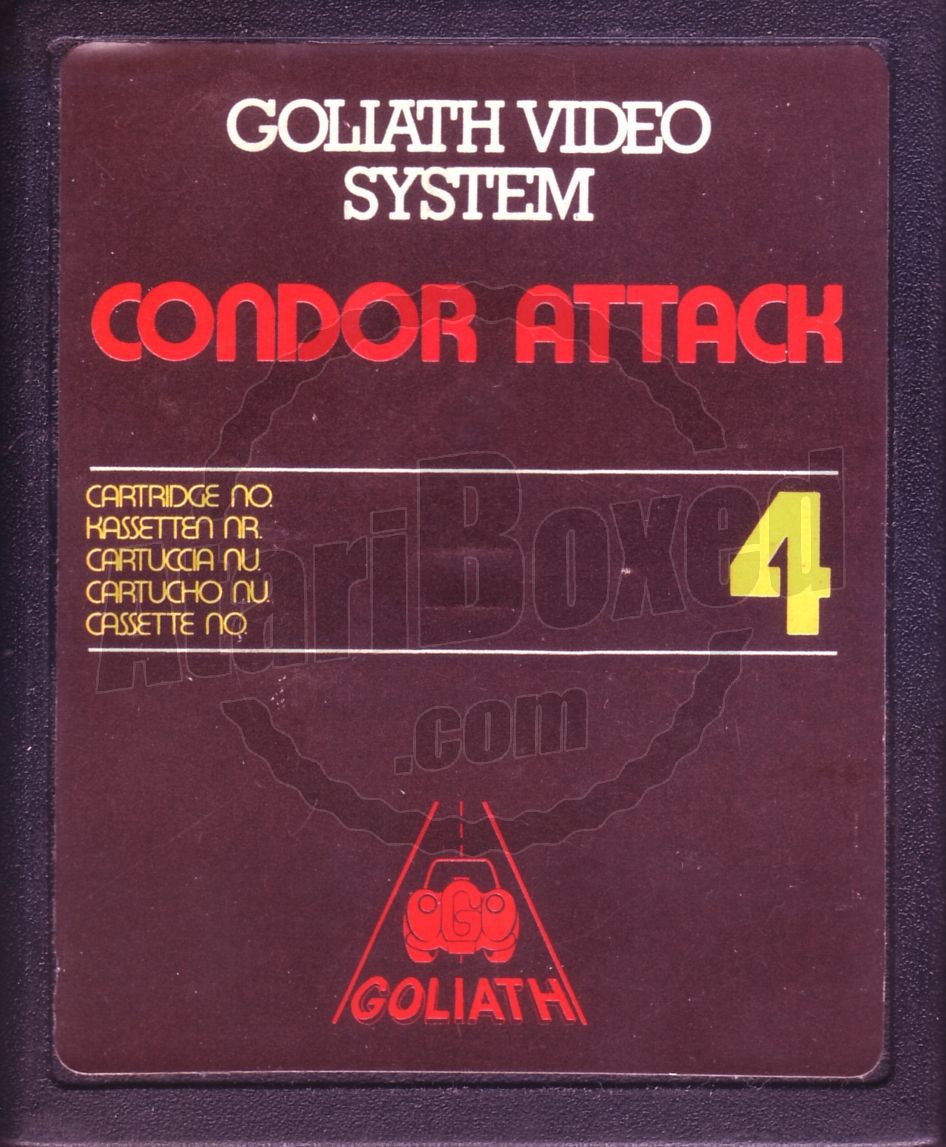 GOLIATH VIDEO
SYSTEM
CONDOR ATTACK
CARTRIDGE NO.
KASSETTEN NR.
CARTUCCIA NU.
CARTUCHO NU.
CASSETTE NO.
4
AtariBoxed
.com
G
GOLIATH